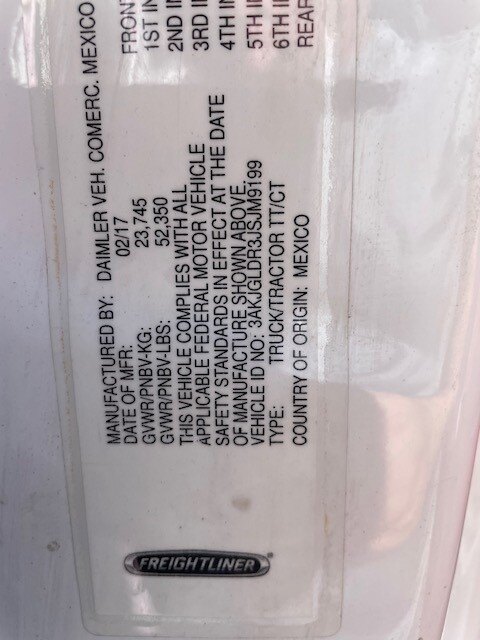 MANUFACTURED BY: DAIMLER VEH. COMERC. MEXICO
DATE OF MFR: 02/17
GVWR/PNBV-KG: 23,745
GVWR/PNBV-LBS: 52,350
THIS VEHICLE COMPLIES WITH ALL
APPLICABLE FEDERAL MOTOR VEHICLE
SAFETY STANDARDS IN EFFECT AT THE DATE
OF MANUFACTURE SHOWN ABOVE.
VEHICLE ID NO: 3AKJGLDR3JSJM9199
TYPE: TRUCK/TRACTOR TT/CT
COUNTRY OF ORIGIN: MEXICO
FRON
1ST IN
2ND I
3RD I
4TH I
5TH I
6TH I
REAR
FREIGHTLINER